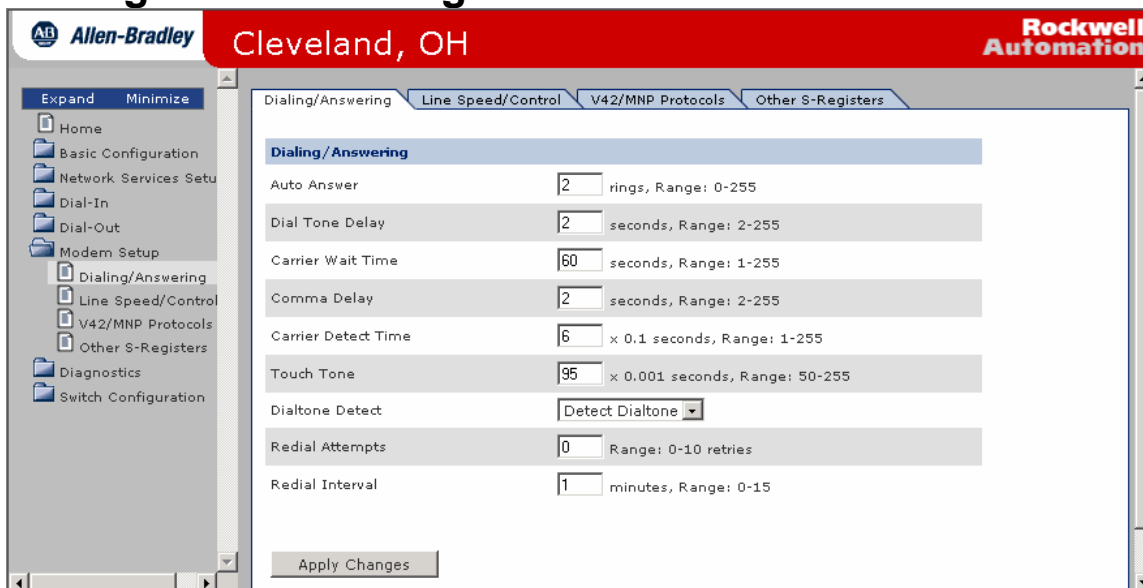 AB Allen-Bradley
Cleveland, OH
Rockwell
Automation
Expand Minimize
Home
Basic Configuration
Network Services Setu
Dial-In
Dial-Out
Modem Setup
Dialing/Answering
Line Speed/Control
V42/MNP Protocols
Other S-Registers
Diagnostics
Switch Configuration
Dialing/Answering Line Speed/Control V42/MNP Protocols Other S-Registers
Dialing/Answering
Auto Answer 2 rings, Range: 0-255
Dial Tone Delay 2 seconds, Range: 2-255
Carrier Wait Time 60 seconds, Range: 1-255
Comma Delay 2 seconds, Range: 2-255
Carrier Detect Time 6 x 0.1 seconds, Range: 1-255
Touch Tone 95 x 0.001 seconds, Range: 50-255
Dialtone Detect Detect Dialtone
Redial Attempts 0 Range: 0-10 retries
Redial Interval 1 minutes, Range: 0-15
Apply Changes